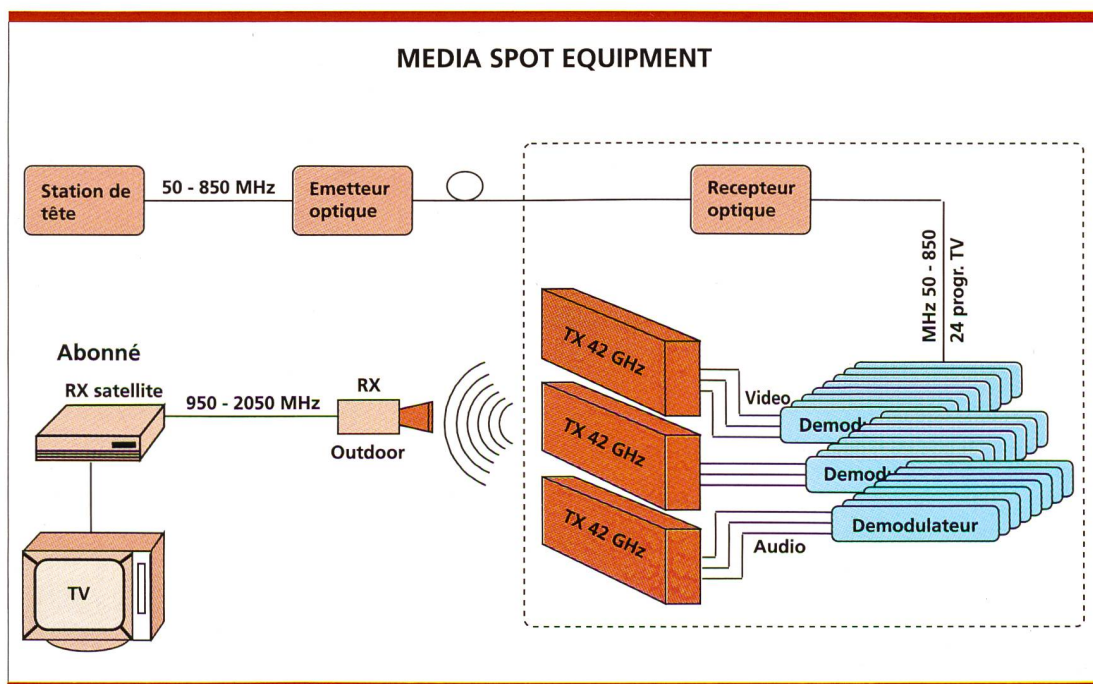 MEDIA SPOT EQUIPMENT
Station de
tête
50 - 850 MHz
Emetteur
optique
Recepteur
optique
MHz 50 - 850
24 progr. TV
Abonné
RX satellite
950 - 2050 MHz
RX
Outdoor
TX 42 GHz
TX 42 GHz
TX 42 GHz
Video
Demodu
Demodu
Demodulateur
Audio
TV